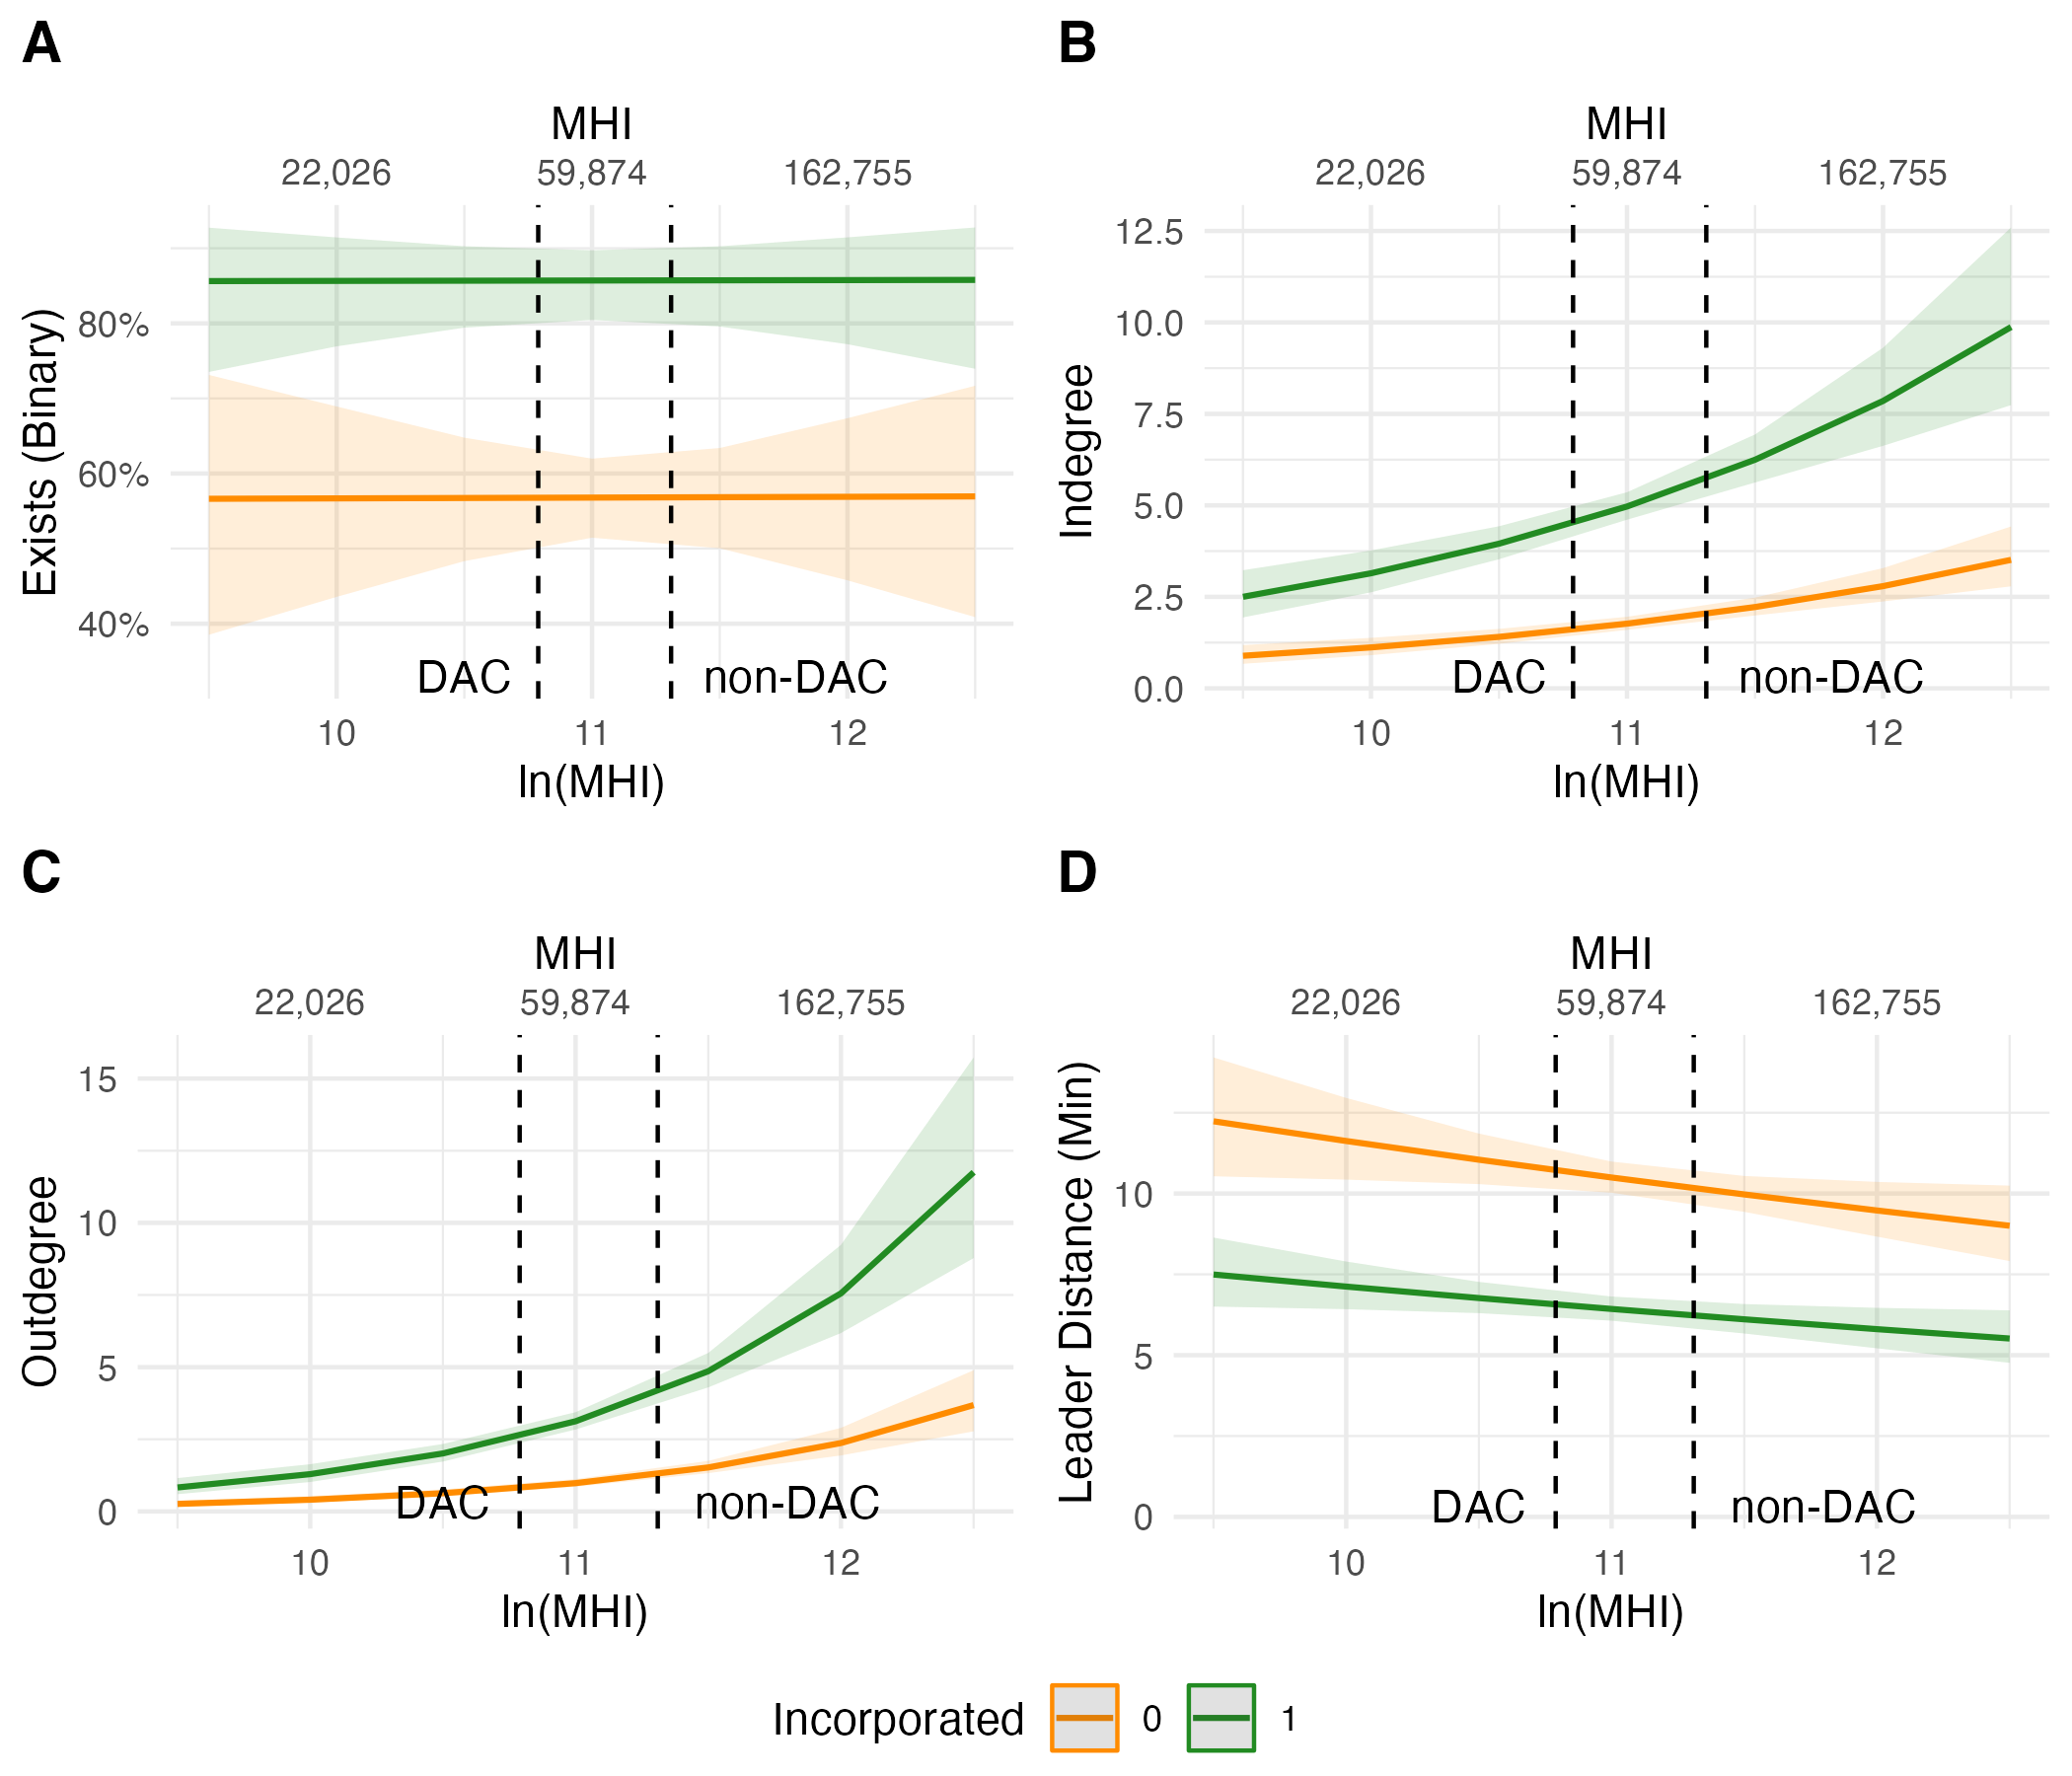 A
MHI
22,026 59,874 162,755
Exists (Binary)
80%
60%
40%
DAC non-DAC
10 11 12
ln(MHI)
B
MHI
22,026 59,874 162,755
Indegree
12.5
10.0
7.5
5.0
2.5
0.0
DAC non-DAC
10 11 12
ln(MHI)
C
MHI
22,026 59,874 162,755
Outdegree
15
10
5
0
DAC non-DAC
10 11 12
ln(MHI)
D
MHI
22,026 59,874 162,755
Leader Distance (Min)
10
5
0
DAC non-DAC
10 11 12
ln(MHI)
Incorporated 0 1